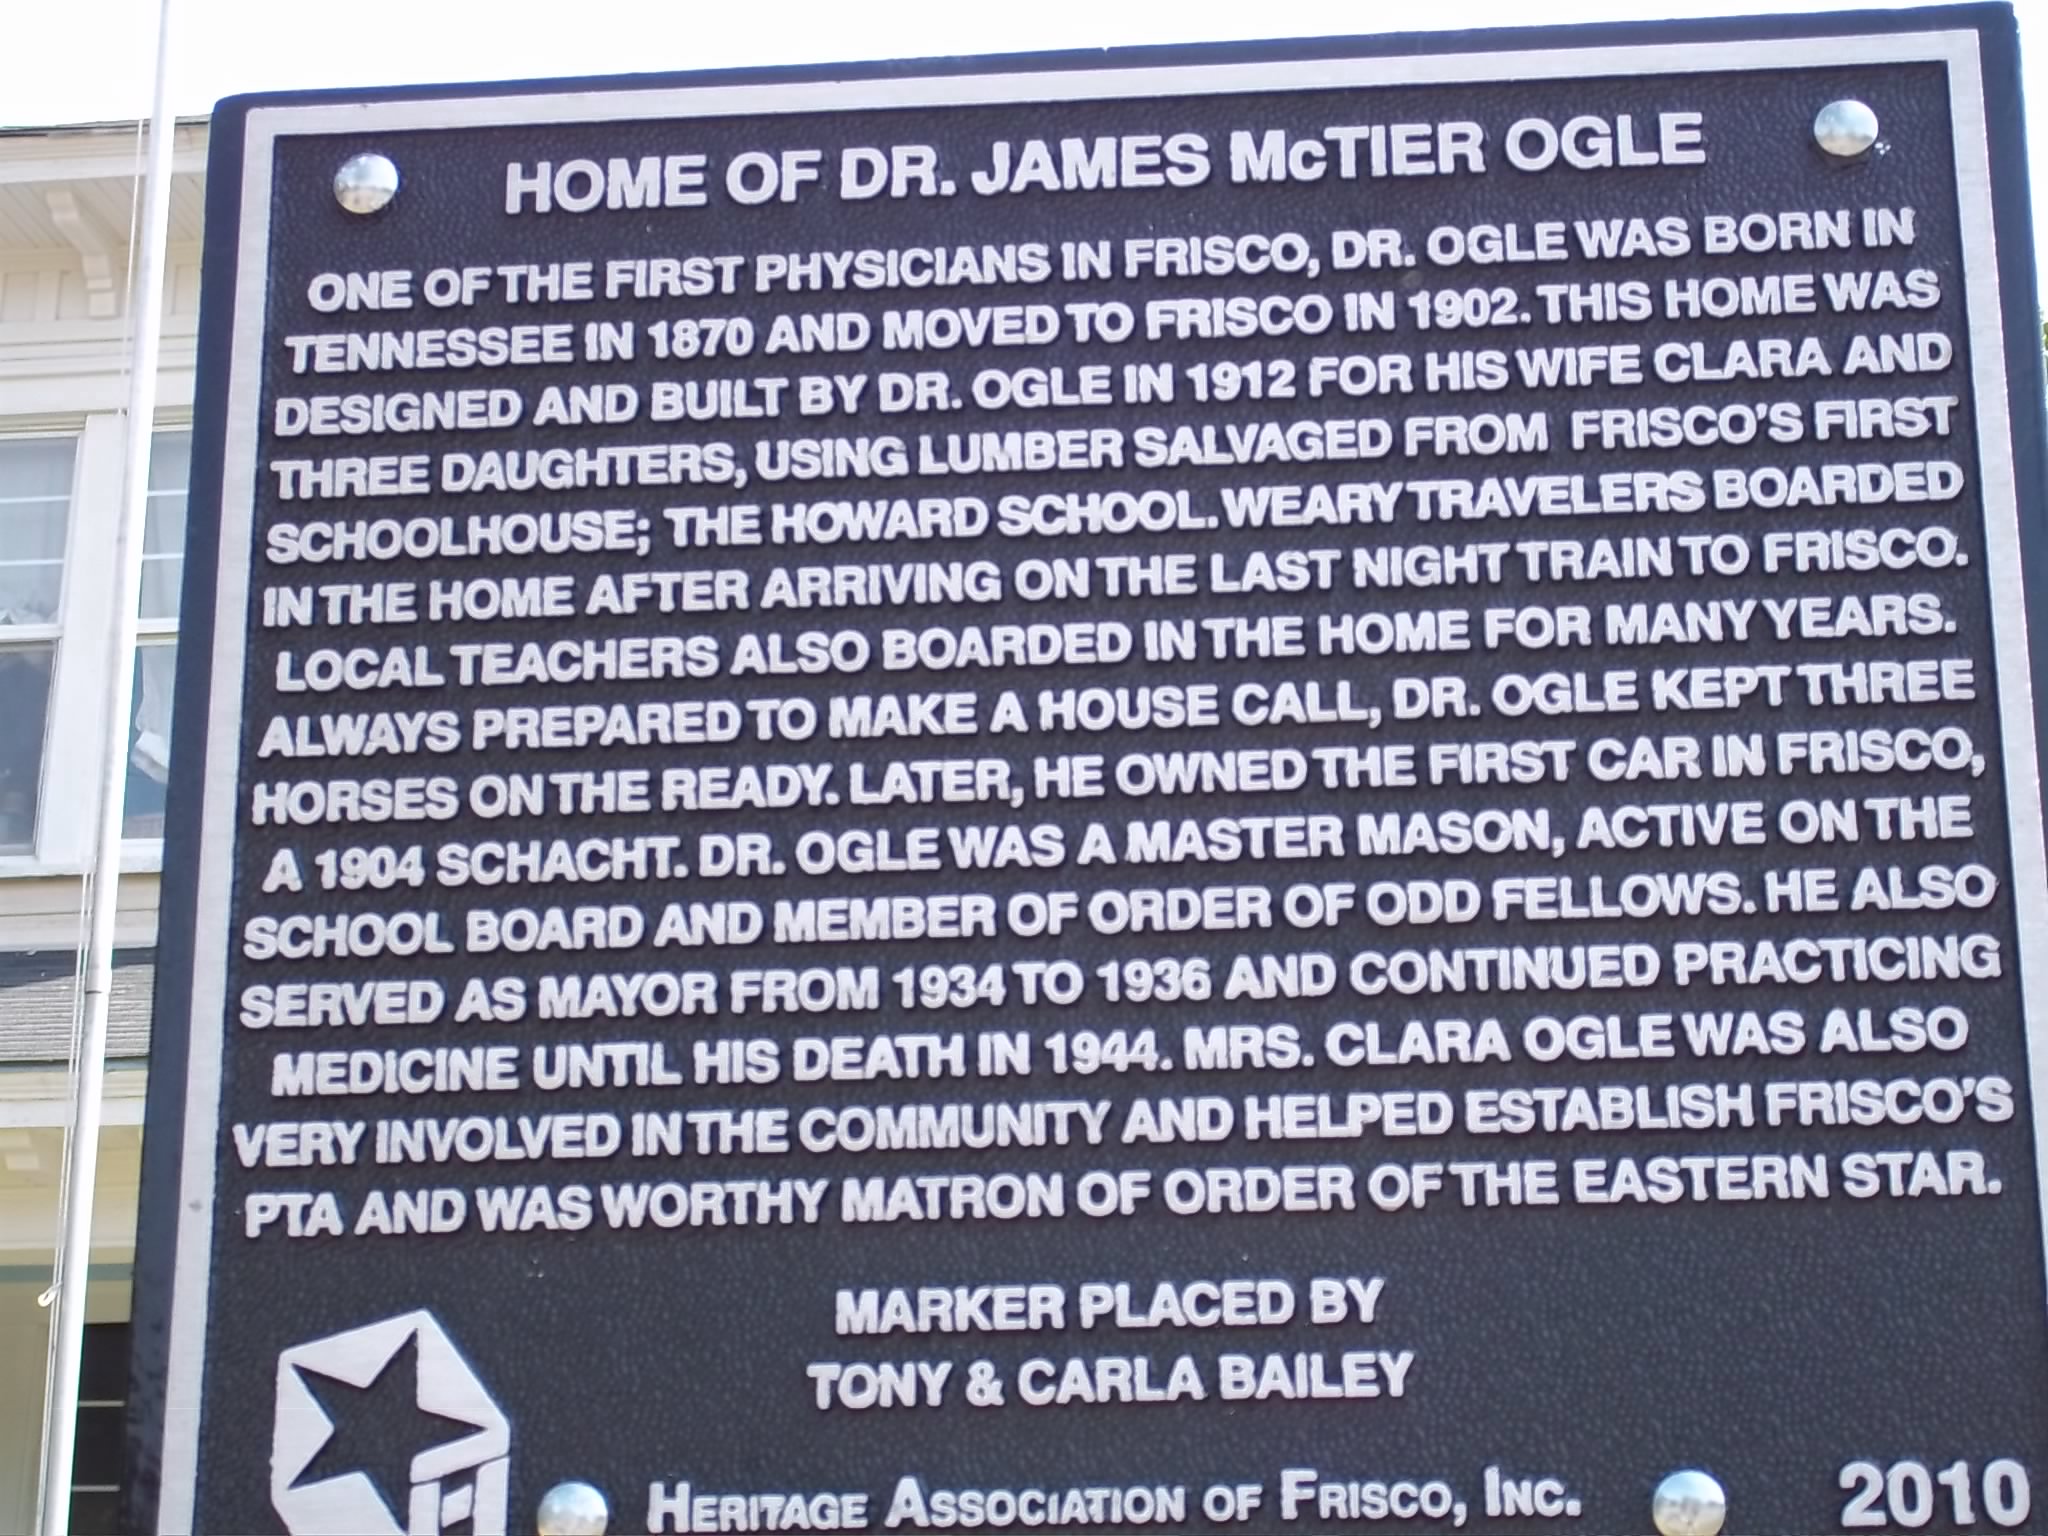 HOME OF DR. JAMES McTIER OGLE
ONE OF THE FIRST PHYSICIANS IN FRISCO, DR. OGLE WAS BORN IN
TENNESSEE IN 1870 AND MOVED TO FRISCO IN 1902. THIS HOME WAS
DESIGNED AND BUILT BY DR. OGLE IN 1912 FOR HIS WIFE CLARA AND
THREE DAUGHTERS, USING LUMBER SALVAGED FROM FRISCO'S FIRST
SCHOOLHOUSE; THE HOWARD SCHOOL. WEARY TRAVELERS BOARDED
IN THE HOME AFTER ARRIVING ON THE LAST NIGHT TRAIN TO FRISCO.
LOCAL TEACHERS ALSO BOARDED IN THE HOME FOR MANY YEARS.
ALWAYS PREPARED TO MAKE A HOUSE CALL, DR. OGLE KEPT THREE
HORSES ON THE READY. LATER, HE OWNED THE FIRST CAR IN FRISCO,
A 1904 SCHACHT. DR. OGLE WAS A MASTER MASON, ACTIVE ON THE
SCHOOL BOARD AND MEMBER OF ORDER OF ODD FELLOWS. HE ALSO
SERVED AS MAYOR FROM 1934 TO 1936 AND CONTINUED PRACTICING
MEDICINE UNTIL HIS DEATH IN 1944. MRS. CLARA OGLE WAS ALSO
VERY INVOLVED IN THE COMMUNITY AND HELPED ESTABLISH FRISCO'S
PTA AND WAS WORTHY MATRON OF ORDER OF THE EASTERN STAR.
MARKER PLACED BY
TONY & CARLA BAILEY
HERITAGE ASSOCIATION OF FRISCO, INC. 2010